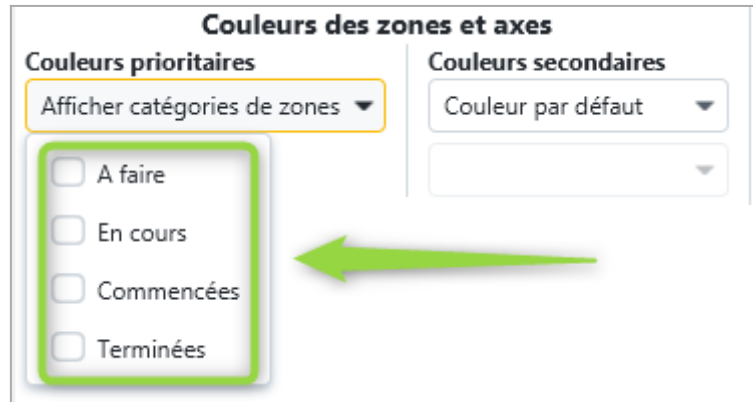 Couleurs des zones et axes
Couleurs prioritaires
Couleurs secondaires
Afficher catégories de zones
Couleur par défaut
A faire
En cours
Commencées
Terminées